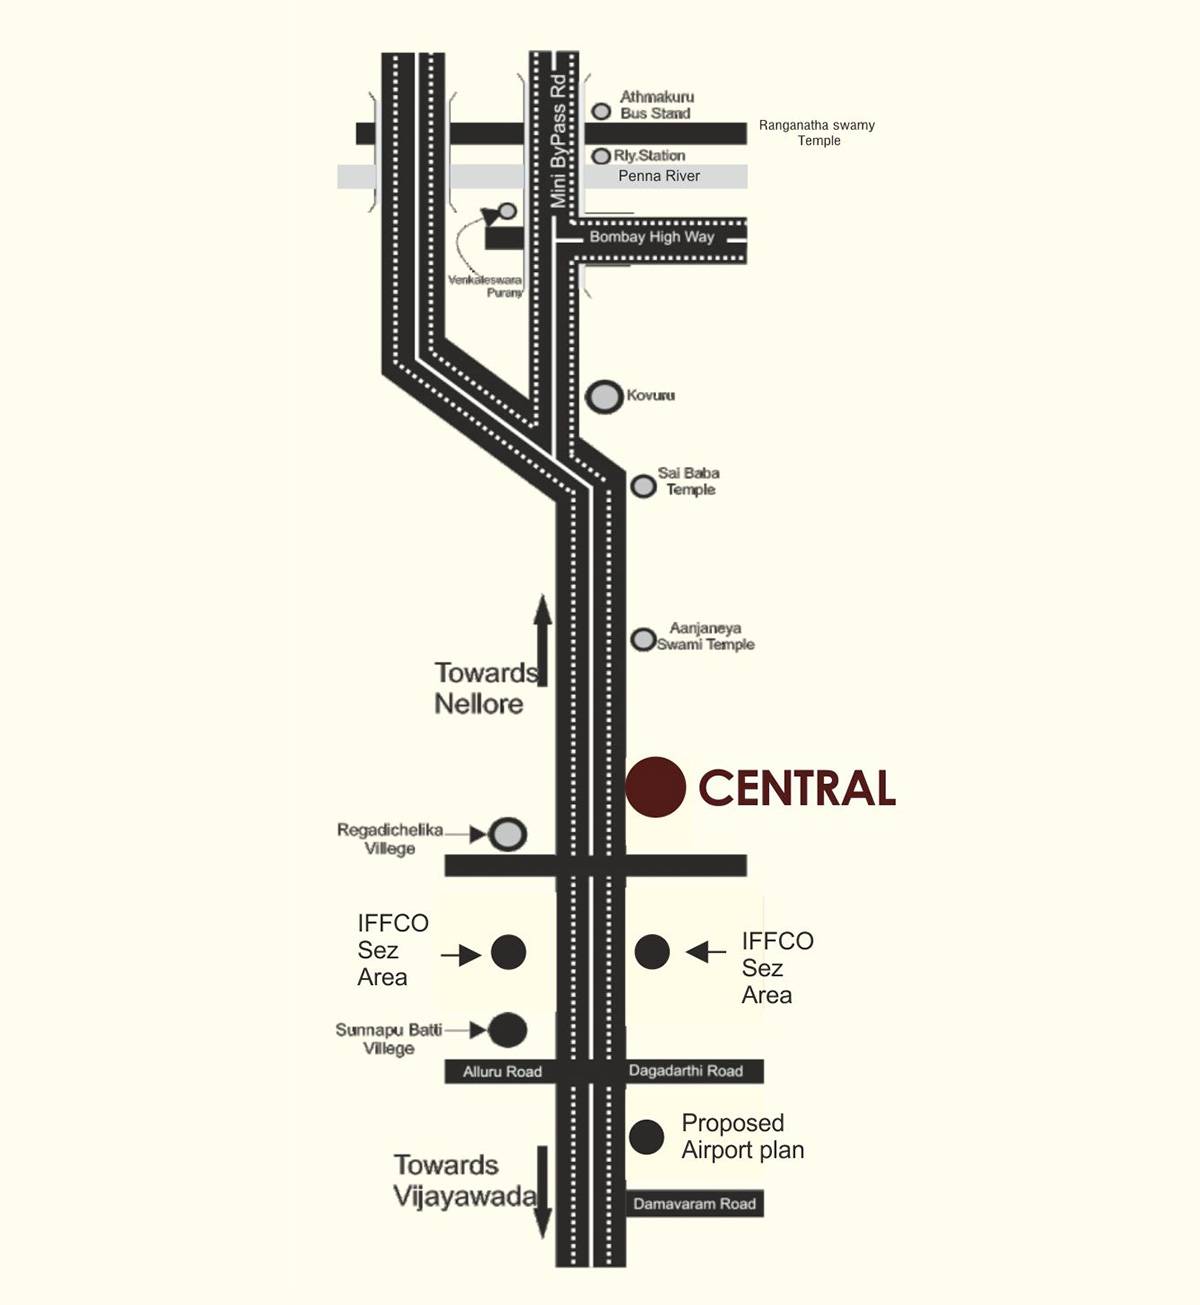 Mini ByPass Rd
Athmakuru
Bus Stand
Ranganatha swamy
Temple
Rly.Station
Penna River
Bombay High Way
Venkateswara
Puram
Kovuru
Sai Baba
Temple
Aanjaneya
Swami Temple
Towards
Nellore
CENTRAL
Regadichelika
Villege
IFFCO
Sez
Area
IFFCO
Sez
Area
Sunnapu Batti
Villege
Alluru Road
Dagadarthi Road
Proposed
Airport plan
Towards
Vijayawada
Damavaram Road